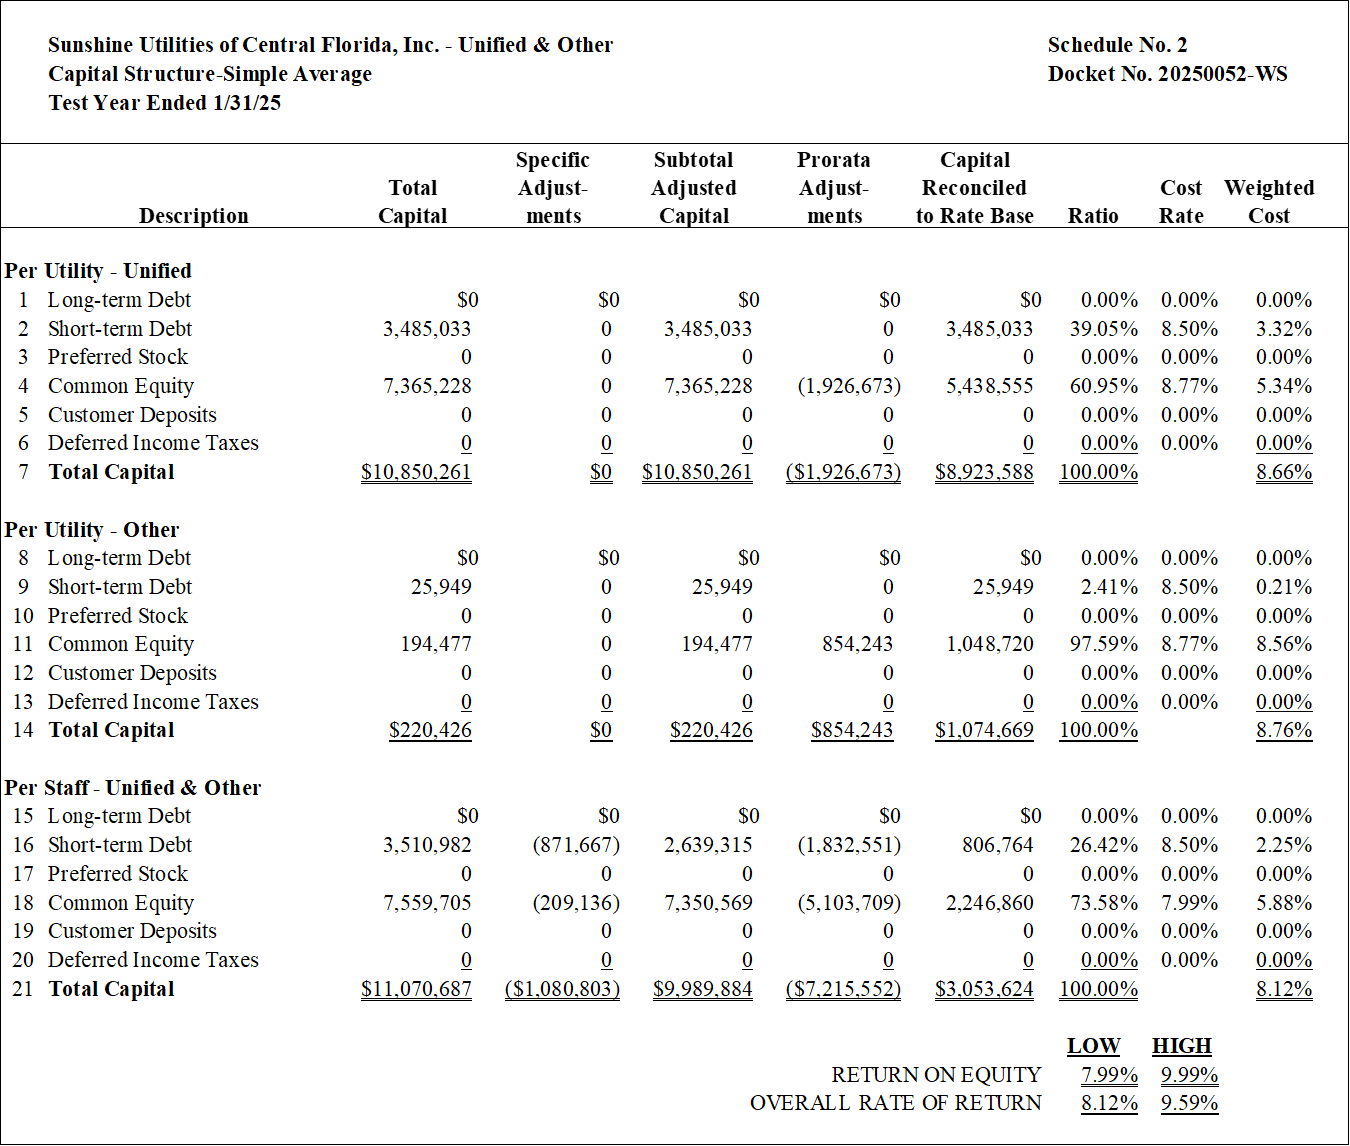 Sunshine Utilities of Central Florida, Inc. - Unified & Other Schedule No. 2
Capital Structure-Simple Average Docket No. 20250052-WS
Test Year Ended 1/31/25
Specific Subtotal Prorata Capital
Total Adjust- Adjusted Adjust- Reconciled Cost Weighted
Description Capital ments Capital ments to Rate Base Ratio Rate Cost
Per Utility - Unified
1 Long-term Debt $0 $0 $0 $0 $0 0.00% 0.00% 0.00%
2 Short-term Debt 3,485,033 0 3,485,033 0 3,485,033 39.05% 8.50% 3.32%
3 Preferred Stock 0 0 0 0 0 0.00% 0.00% 0.00%
4 Common Equity 7,365,228 0 7,365,228 (1,926,673) 5,438,555 60.95% 8.77% 5.34%
5 Customer Deposits 0 0 0 0 0 0.00% 0.00% 0.00%
6 Deferred Income Taxes 0 0 0 0 0 0.00% 0.00% 0.00%
7 Total Capital $10,850,261 $0 $10,850,261 ($1,926,673) $8,923,588 100.00% 8.66%
Per Utility - Other
8 Long-term Debt $0 $0 $0 $0 $0 0.00% 0.00% 0.00%
9 Short-term Debt 25,949 0 25,949 0 25,949 2.41% 8.50% 0.21%
10 Preferred Stock 0 0 0 0 0 0.00% 0.00% 0.00%
11 Common Equity 194,477 0 194,477 854,243 1,048,720 97.59% 8.77% 8.56%
12 Customer Deposits 0 0 0 0 0 0.00% 0.00% 0.00%
13 Deferred Income Taxes 0 0 0 0 0 0.00% 0.00% 0.00%
14 Total Capital $220,426 $0 $220,426 $854,243 $1,074,669 100.00% 8.76%
Per Staff - Unified & Other
15 Long-term Debt $0 $0 $0 $0 $0 0.00% 0.00% 0.00%
16 Short-term Debt 3,510,982 (871,667) 2,639,315 (1,832,551) 806,764 26.42% 8.50% 2.25%
17 Preferred Stock 0 0 0 0 0 0.00% 0.00% 0.00%
18 Common Equity 7,559,705 (209,136) 7,350,569 (5,103,709) 2,246,860 73.58% 7.99% 5.88%
19 Customer Deposits 0 0 0 0 0 0.00% 0.00% 0.00%
20 Deferred Income Taxes 0 0 0 0 0 0.00% 0.00% 0.00%
21 Total Capital $11,070,687 ($1,080,803) $9,989,884 ($7,215,552) $3,053,624 100.00% 8.12%
LOW HIGH
RETURN ON EQUITY 7.99% 9.99%
OVERALL RATE OF RETURN 8.12% 9.59%